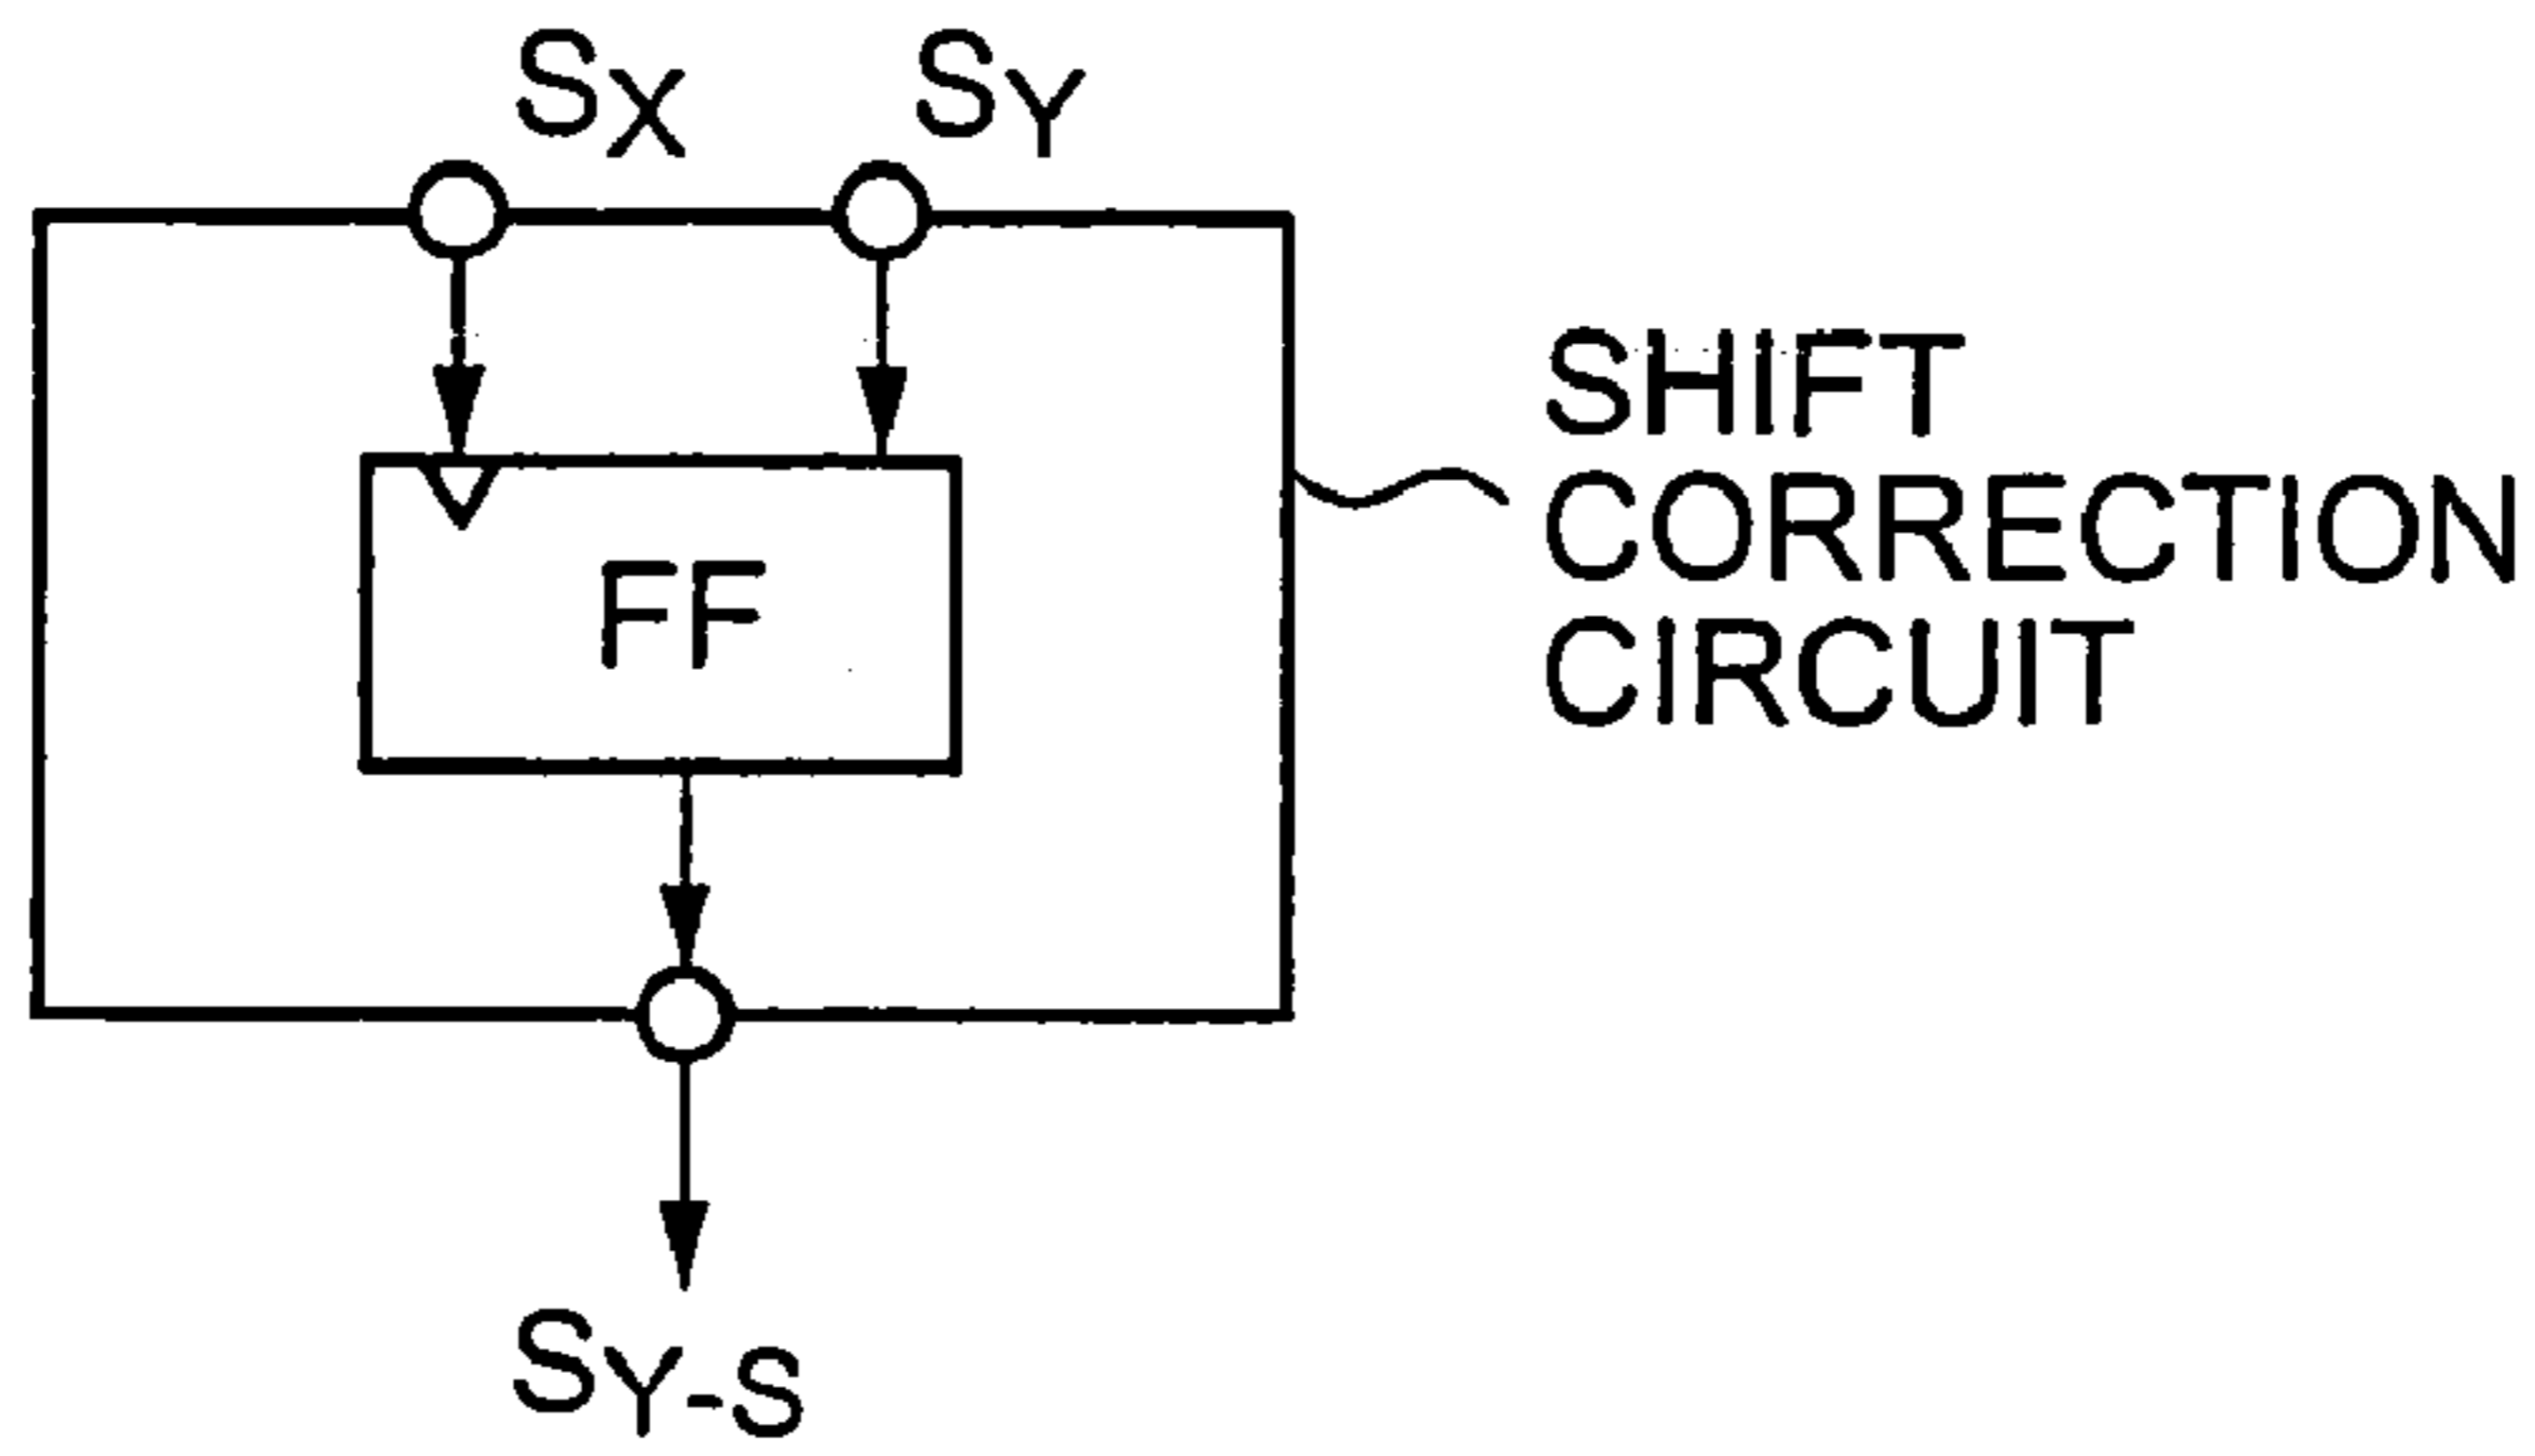 SX SY
SHIFT
CORRECTION
CIRCUIT
FF
SY-S